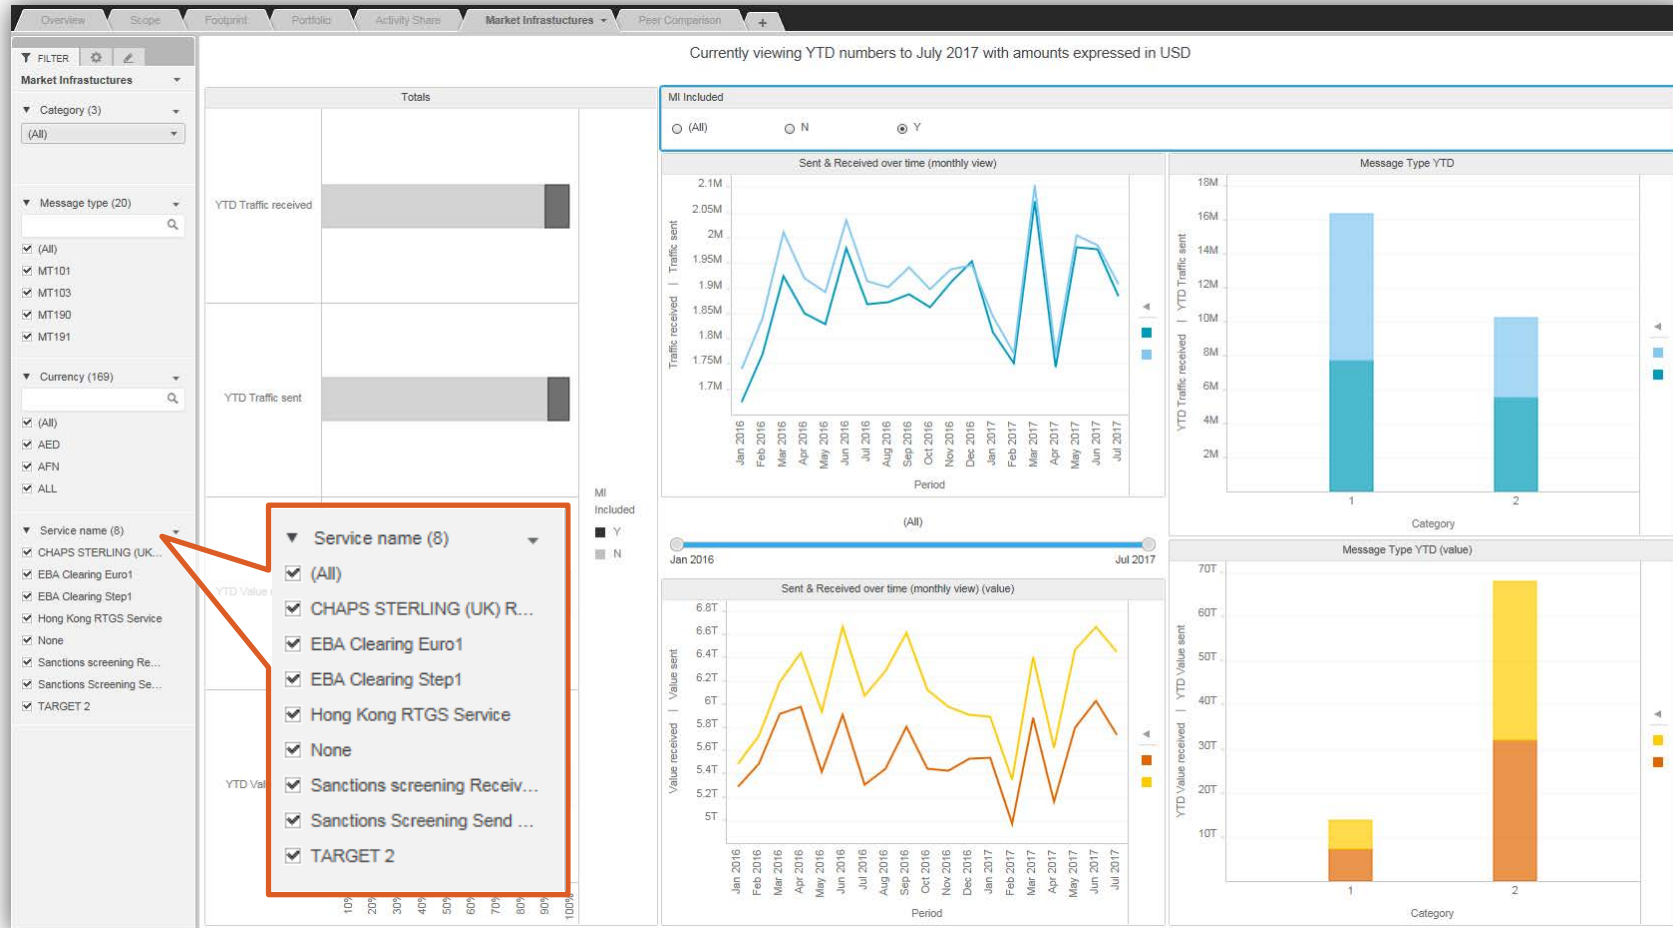 Overview Scope Footprint Portfolio Activity Share Market Infrastuctures Peer Comparison +
Currently viewing YTD numbers to July 2017 with amounts expressed in USD
FILTER
Market Infrastuctures
Category (3)
(All)
Message type (20)
(All)
MT101
MT103
MT190
MT191
Currency (169)
(All)
AED
AFN
ALL
Service name (8)
CHAPS STERLING (UK...
EBA Clearing Euro1
EBA Clearing Step1
Hong Kong RTGS Service
None
Sanctions screening Re...
Sanctions Screening Se...
TARGET 2
Totals
YTD Traffic received
YTD Traffic sent
YTD Value
YTD Val
10% 20% 30% 40% 50% 60% 70% 80% 90% 100%
MI
Included
Y
N
Service name (8)
(All)
CHAPS STERLING (UK) R...
EBA Clearing Euro1
EBA Clearing Step1
Hong Kong RTGS Service
None
Sanctions screening Receiv...
Sanctions Screening Send ...
TARGET 2
MI Included
(All) N Y
Sent & Received over time (monthly view)
Traffic received | Traffic sent
2.1M
2.05M
2M
1.95M
1.9M
1.85M
1.8M
1.75M
1.7M
Jan 2016 Feb 2016 Mar 2016 Apr 2016 May 2016 Jun 2016 Jul 2016 Aug 2016 Sep 2016 Oct 2016 Nov 2016 Dec 2016 Jan 2017 Feb 2017 Mar 2017 Apr 2017 May 2017 Jun 2017 Jul 2017
Period
(All)
Jan 2016 Jul 2017
Sent & Received over time (monthly view) (value)
Value received | Value sent
6.8T
6.6T
6.4T
6.2T
6T
5.8T
5.6T
5.4T
5.2T
5T
Jan 2016 Feb 2016 Mar 2016 Apr 2016 May 2016 Jun 2016 Jul 2016 Aug 2016 Sep 2016 Oct 2016 Nov 2016 Dec 2016 Jan 2017 Feb 2017 Mar 2017 Apr 2017 May 2017 Jun 2017 Jul 2017
Period
Message Type YTD
YTD Traffic received | YTD Traffic sent
18M
16M
14M
12M
10M
8M
6M
4M
2M
1 2
Category
Message Type YTD (value)
YTD Value received | YTD Value sent
70T
60T
50T
40T
30T
20T
10T
1 2
Category